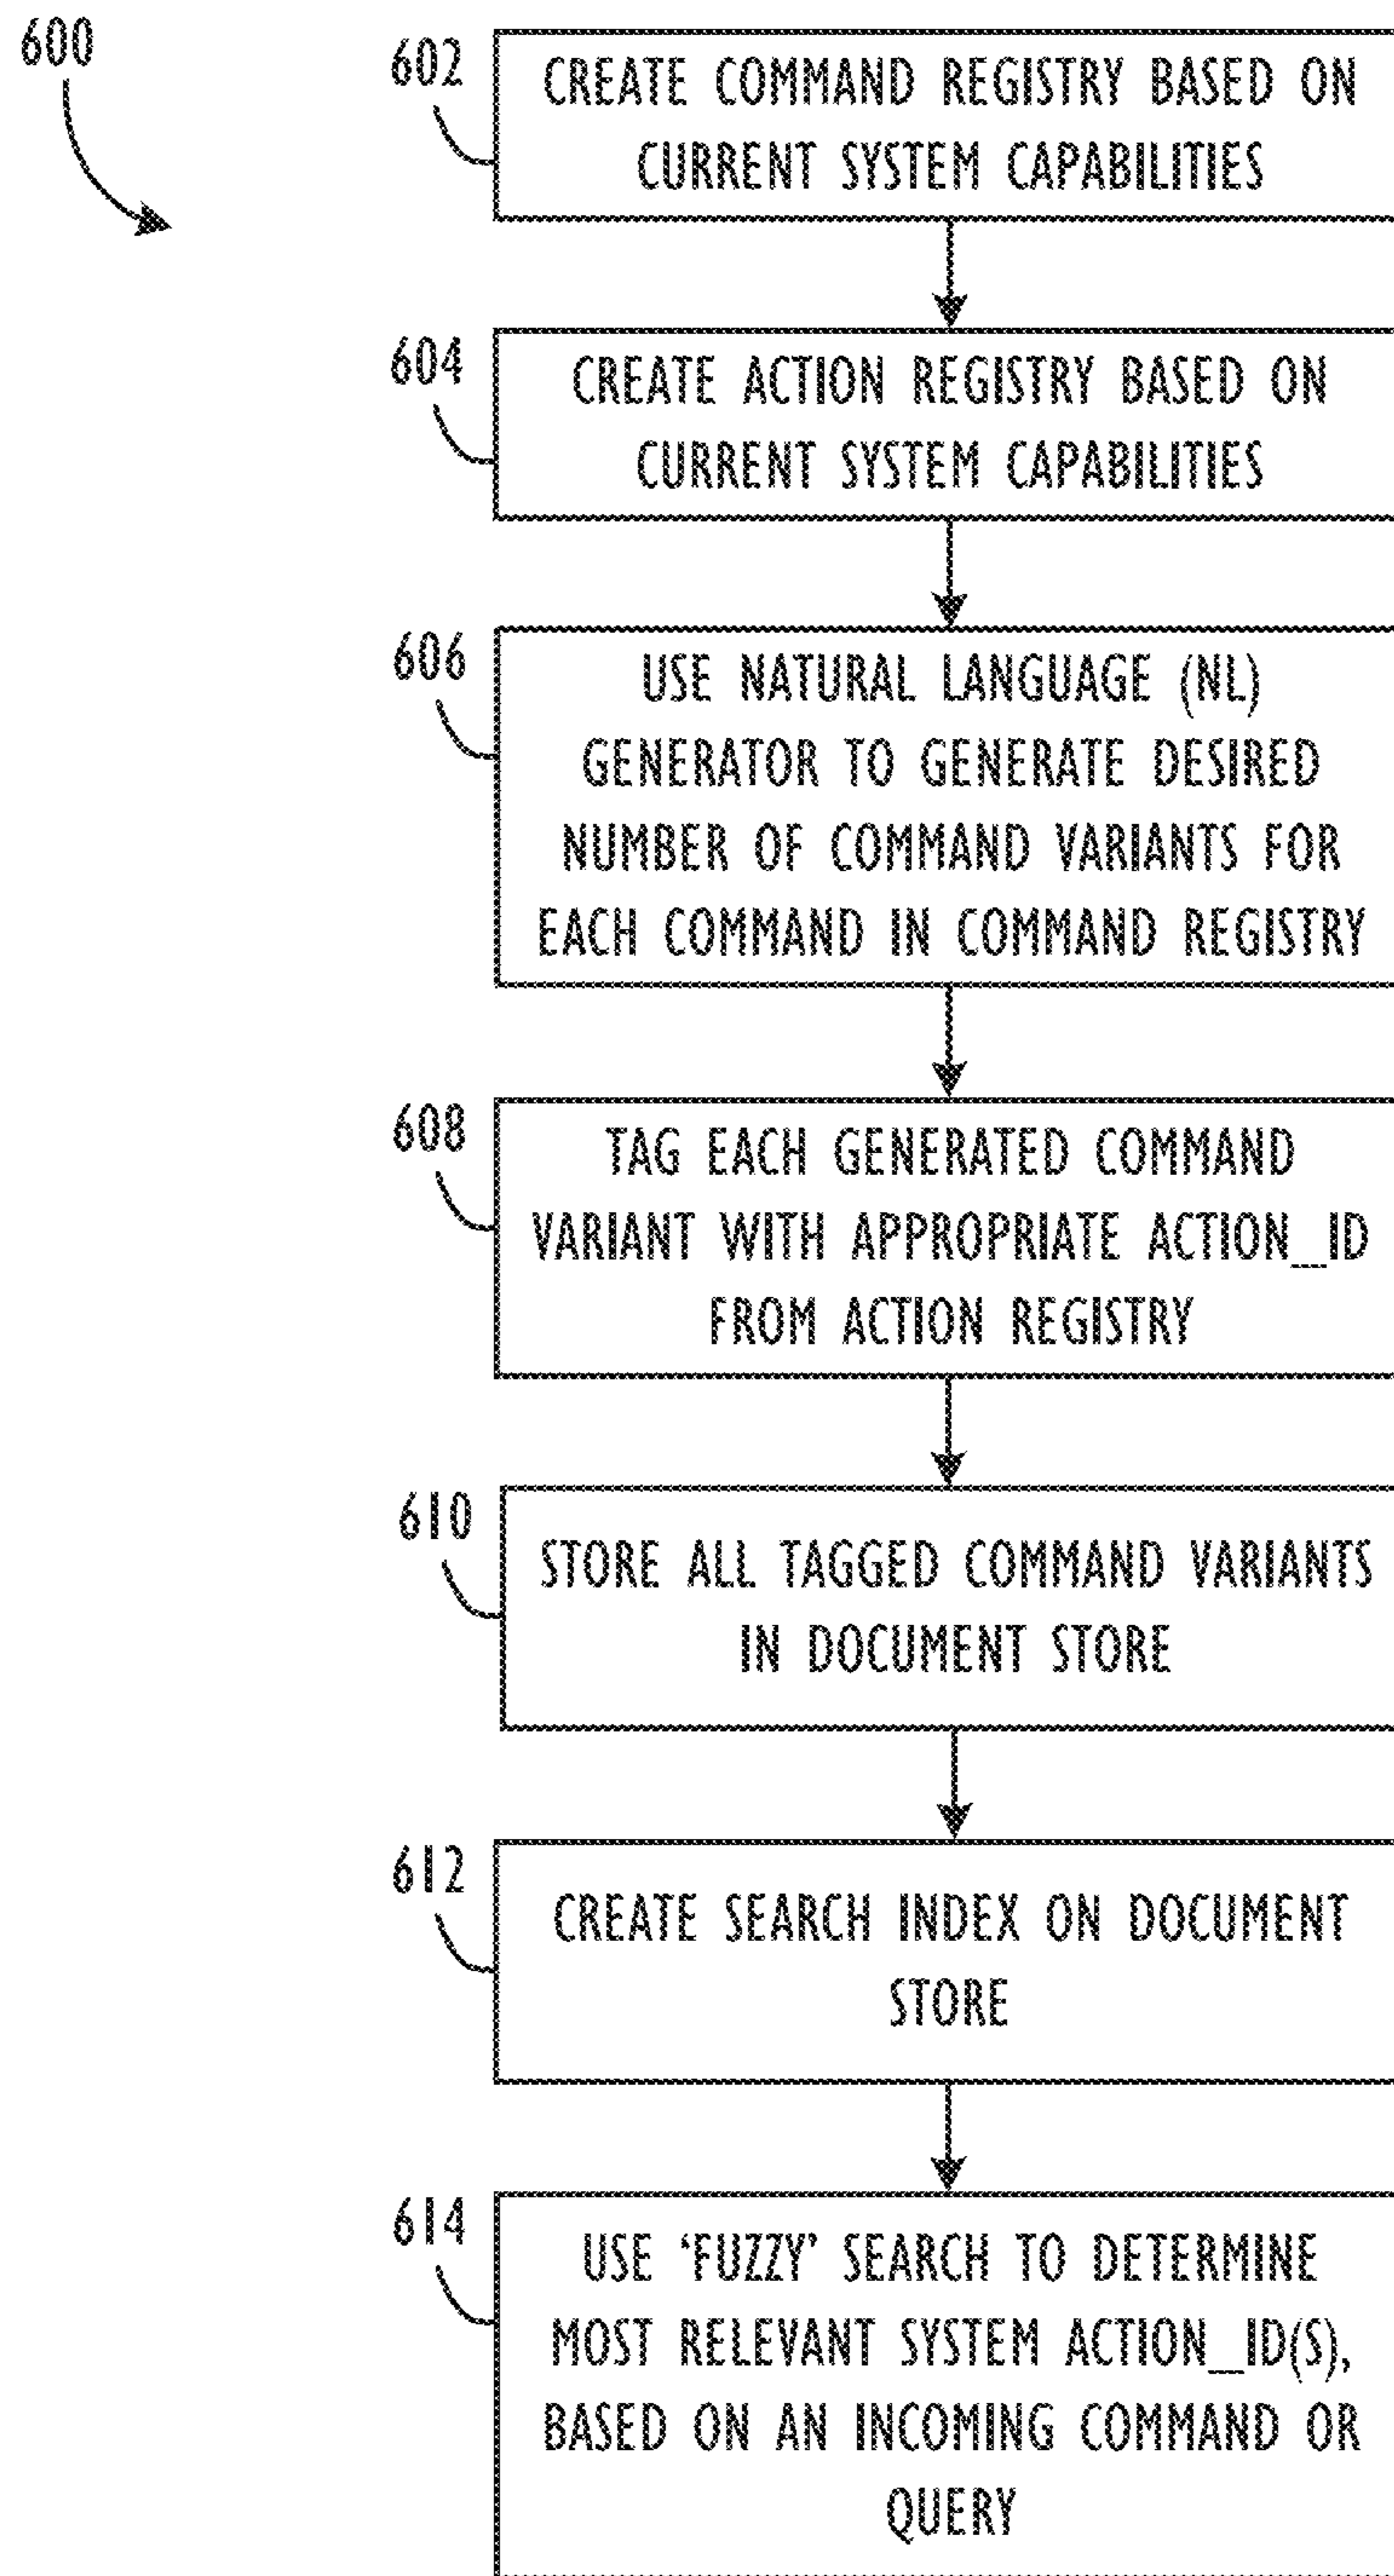 600
602
CREATE COMMAND REGISTRY BASED ON
CURRENT SYSTEM CAPABILITIES
604
CREATE ACTION REGISTRY BASED ON
CURRENT SYSTEM CAPABILITIES
606
USE NATURAL LANGUAGE (NL)
GENERATOR TO GENERATE DESIRED
NUMBER OF COMMAND VARIANTS FOR
EACH COMMAND IN COMMAND REGISTRY
608
TAG EACH GENERATED COMMAND
VARIANT WITH APPROPRIATE ACTION_ID
FROM ACTION REGISTRY
610
STORE ALL TAGGED COMMAND VARIANTS
IN DOCUMENT STORE
612
CREATE SEARCH INDEX ON DOCUMENT
STORE
614
USE ‘FUZZY’ SEARCH TO DETERMINE
MOST RELEVANT SYSTEM ACTION_ID(S),
BASED ON AN INCOMING COMMAND OR
QUERY